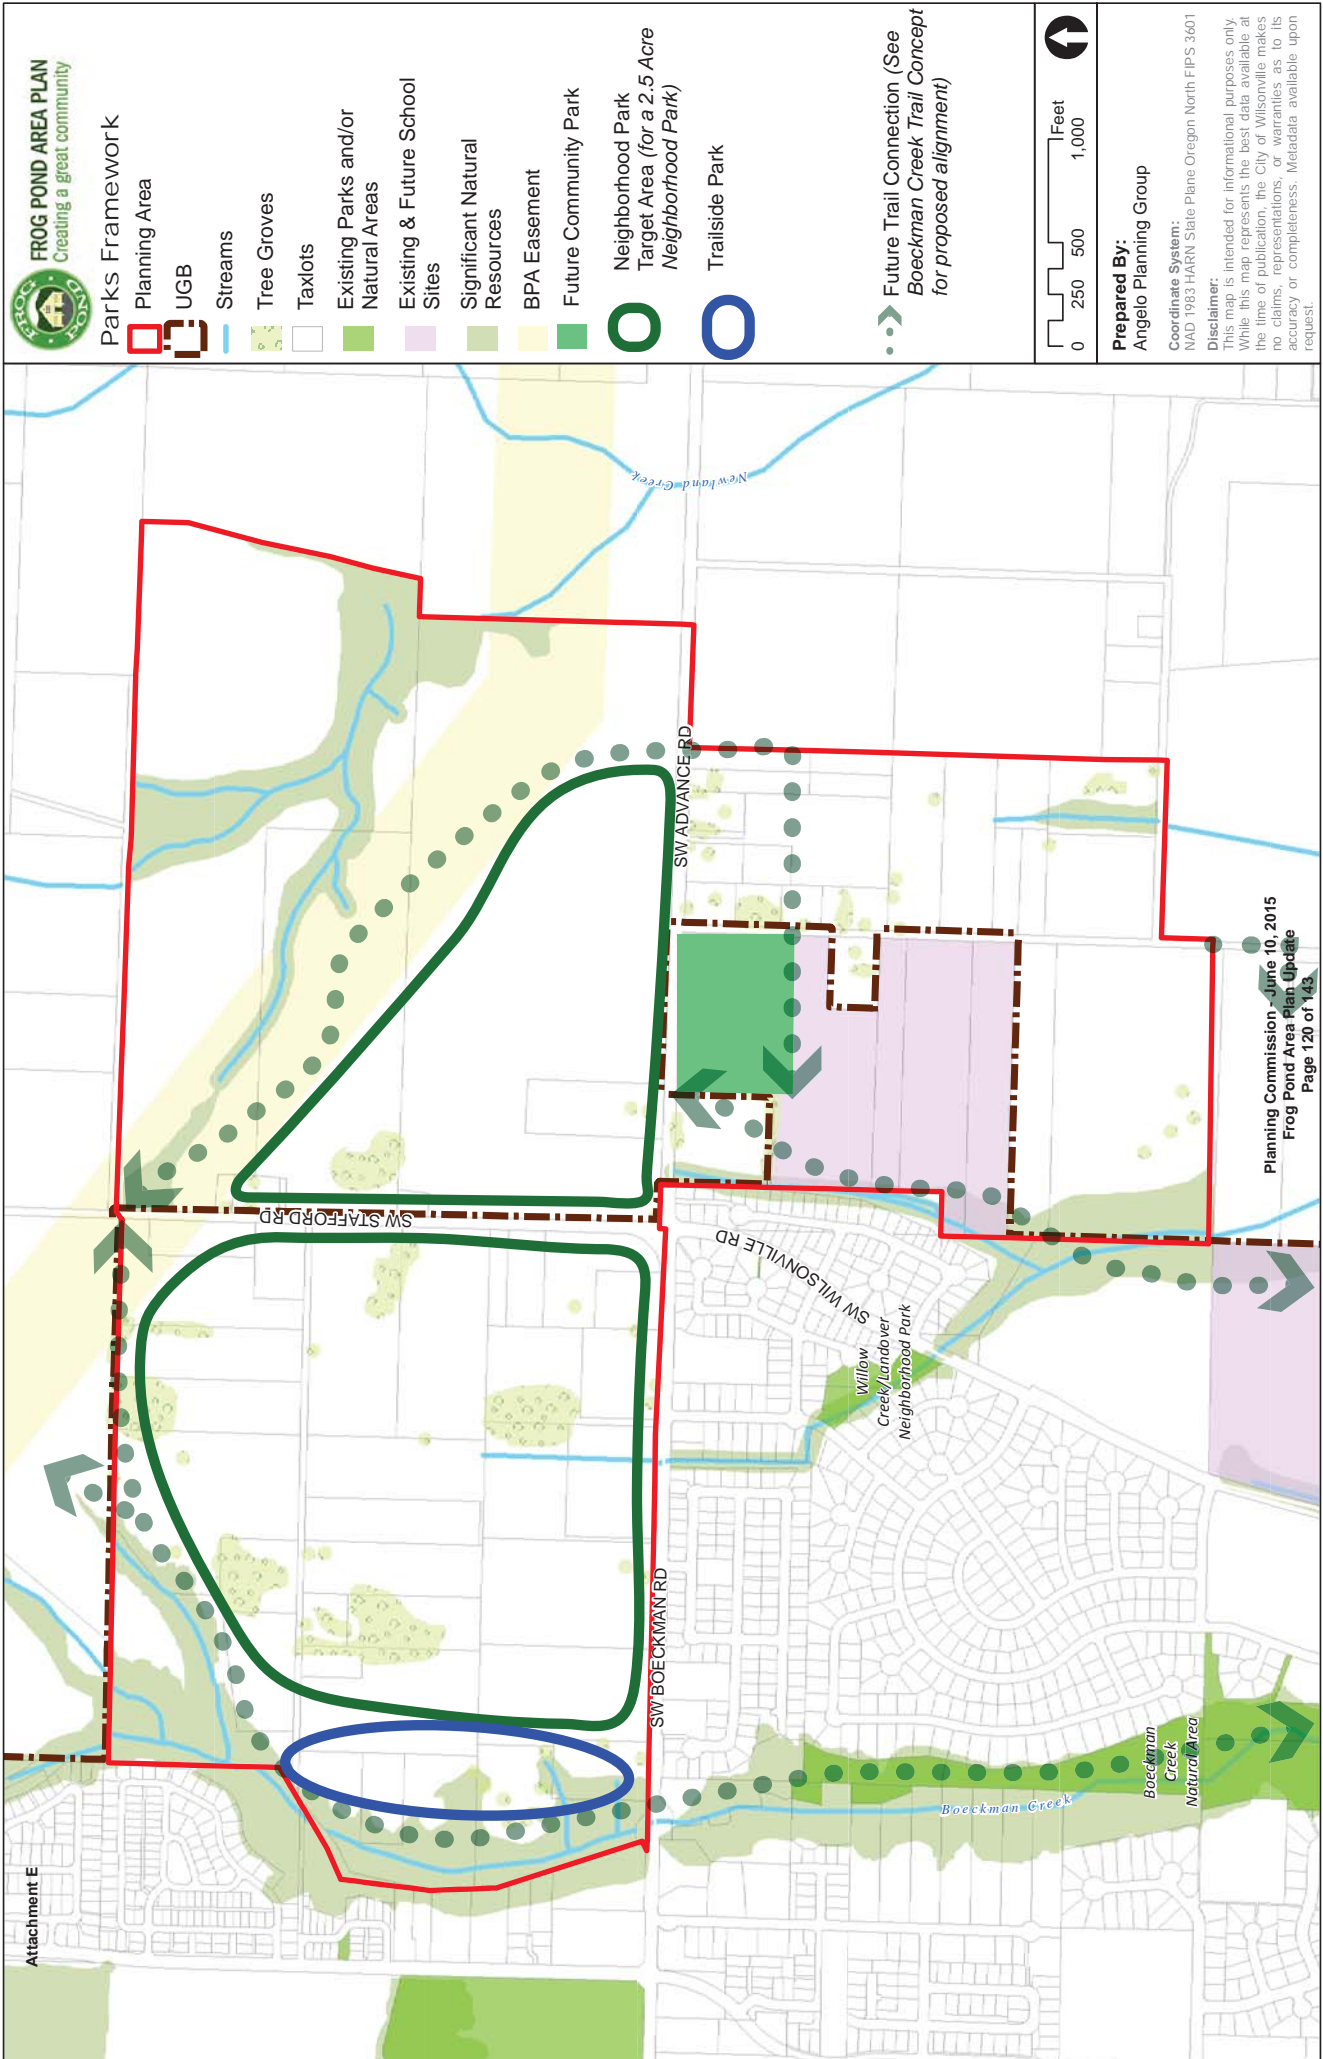 Attachment E
FROG POND AREA PLAN
Creating a great community
FROG
POND
Parks Framework
Planning Area
UGB
Streams
Tree Groves
Taxlots
Existing Parks and/or
Natural Areas
Existing & Future School
Sites
Significant Natural
Resources
BPA Easement
Future Community Park
Neighborhood Park
Target Area (for a 2.5 Acre
Neighborhood Park)
Trailside Park
Future Trail Connection (See
Boeckman Creek Trail Concept
for proposed alignment)
Feet
0 250 500 1,000
Prepared By:
Angelo Planning Group
Coordinate System:
NAD 1983 HARN State Plane Oregon North FIPS 3601
Disclaimer:
This map is intended for informational purposes only.
While this map represents the best data available at
the time of publication, the City of Wilsonville makes
no claims, representations, or warranties as to its
accuracy or completeness. Metadata available upon
request.
Newland Creek
SW STAFFORD RD
SW ADVANCE RD
SW BOECKMAN RD
SW WILSONVILLE RD
Willow
Creek/Landover
Neighborhood Park
Boeckman Creek
Boeckman
Creek
Natural Area
Planning Commission - June 10, 2015
Frog Pond Area Plan Update
Page 120 of 143